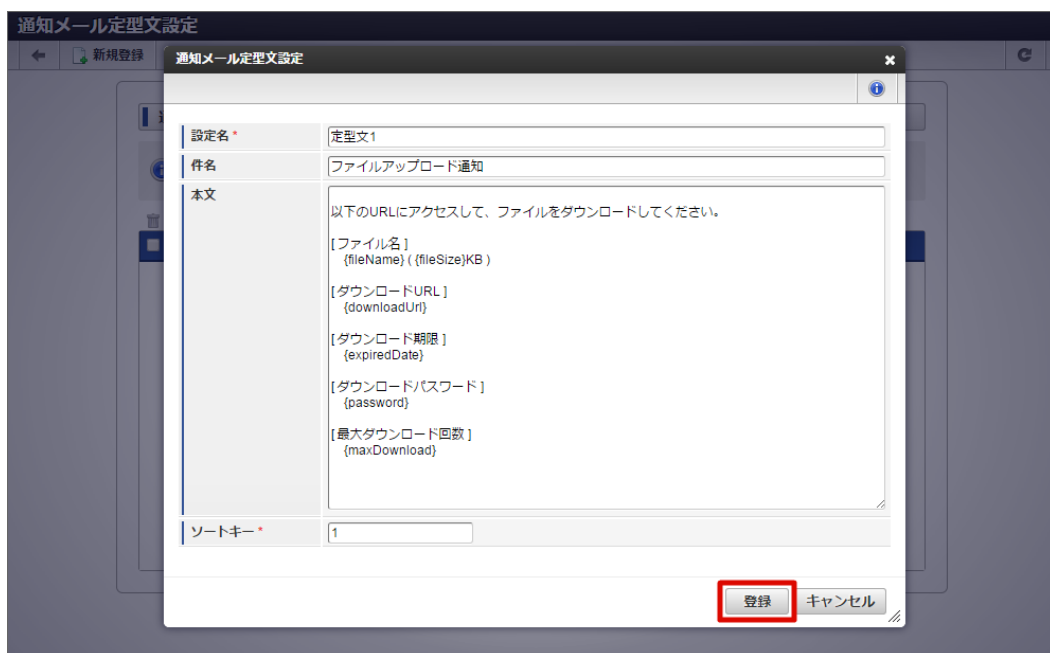 通知メール定型文設定
新規登録
通知メール定型文設定
設定名 *
定型文1
件名
ファイルアップロード通知
本文
以下のURLにアクセスして、ファイルをダウンロードしてください。
[ ファイル名 ]
{fileName} ( {fileSize}KB )
[ ダウンロードURL ]
{downloadUrl}
[ ダウンロード期限 ]
{expiredDate}
[ ダウンロードパスワード ]
{password}
[ 最大ダウンロード回数 ]
{maxDownload}
ソートキー *
1
登録
キャンセル